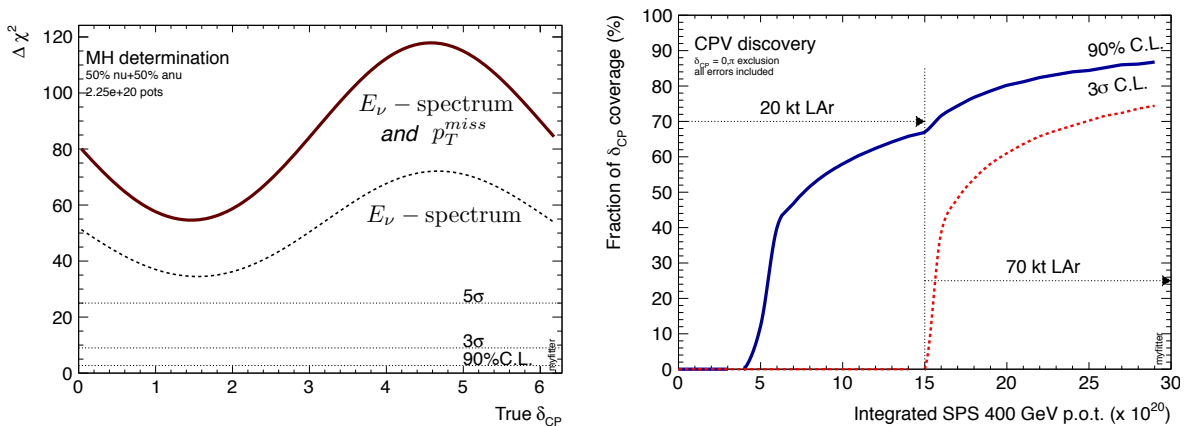 Δ χ²
MH determination
50% nu+50% anu
2.25e+20 pots
E_ν − spectrum
and p_T^{miss}
E_ν − spectrum
5σ
3σ
90%C.L.
myfitter
0
20
40
60
80
100
120
0
1
2
3
4
5
6
True δ_CP
Fraction of δ_CP coverage (%)
CPV discovery
δ_CP = 0,π exclusion
all errors included
90% C.L.
3σ C.L.
20 kt LAr
70 kt LAr
myfitter
100
90
80
70
60
50
40
30
20
10
0
0
5
10
15
20
25
30
Integrated SPS 400 GeV p.o.t. (x 10²⁰)